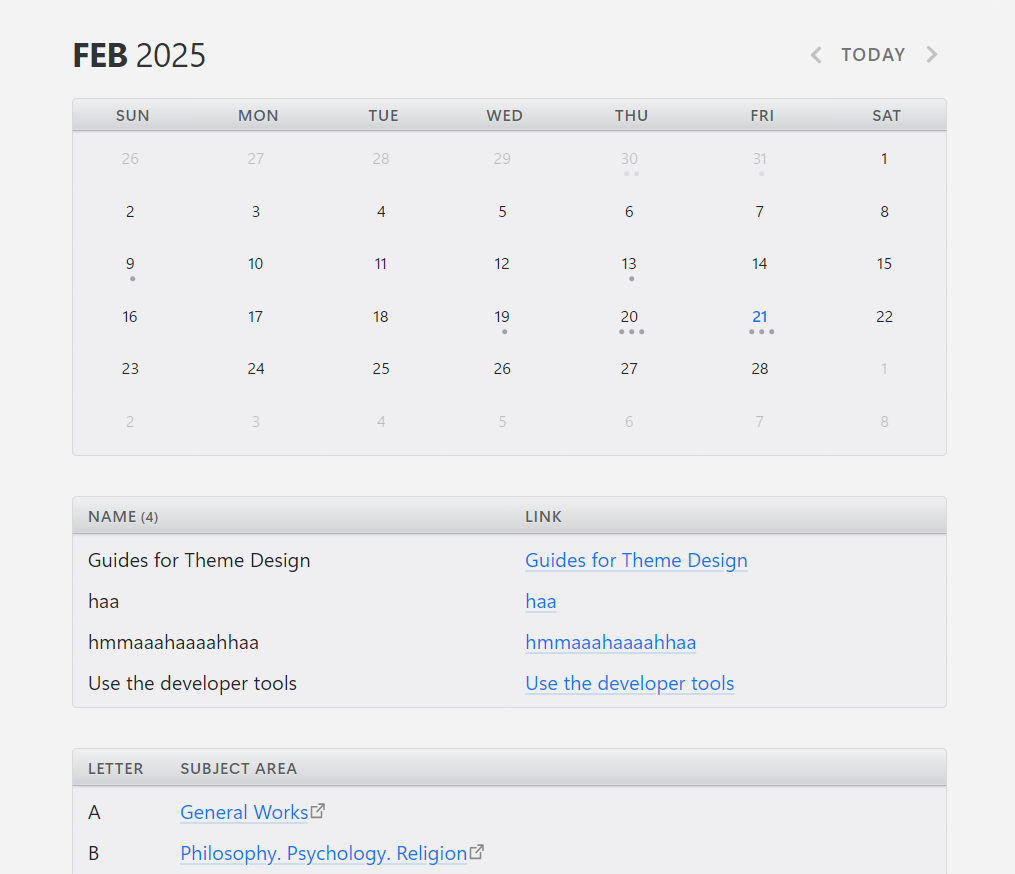 FEB 2025 TODAY
SUN MON TUE WED THU FRI SAT
26 27 28 29 30 31 1
2 3 4 5 6 7 8
9 10 11 12 13 14 15
16 17 18 19 20 21 22
23 24 25 26 27 28 1
2 3 4 5 6 7 8
NAME (4) LINK
Guides for Theme Design Guides for Theme Design
haa haa
hmmaaahaaaahhaa hmmaaahaaaahhaa
Use the developer tools Use the developer tools
LETTER SUBJECT AREA
A General Works
B Philosophy. Psychology. Religion